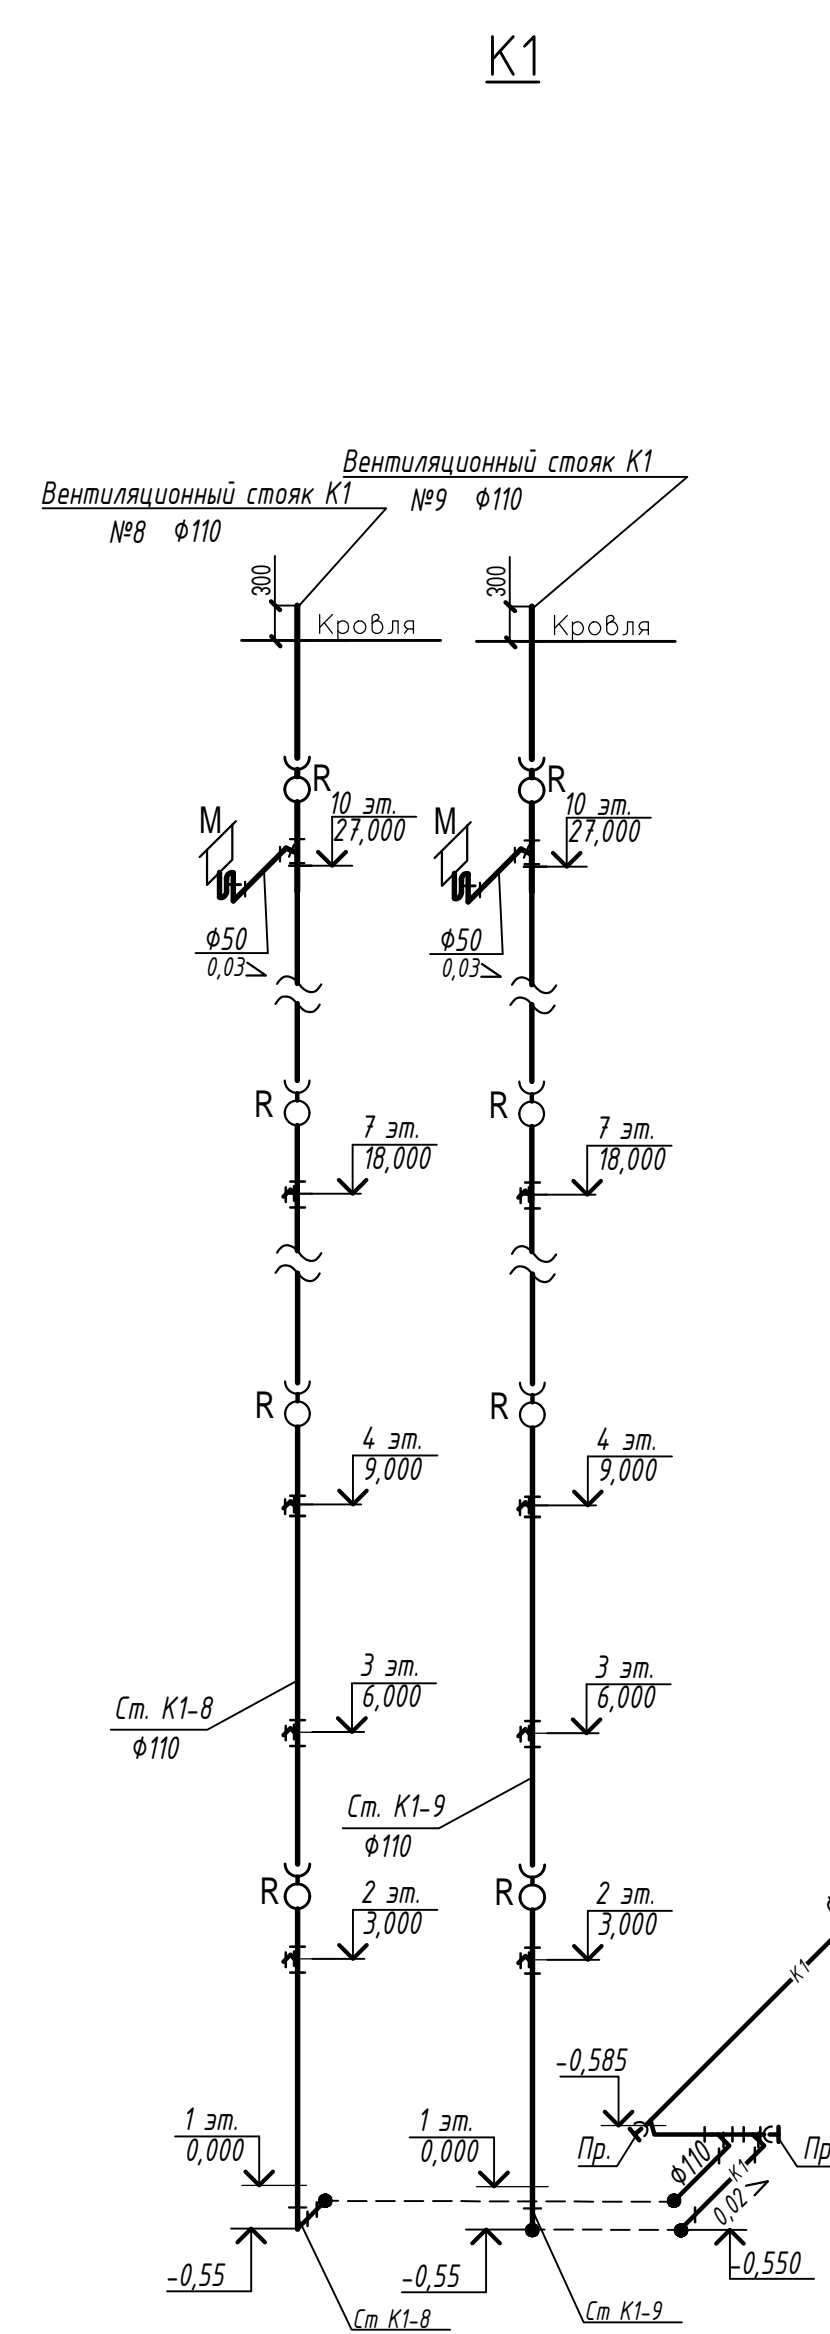 К1
Вентиляционный стояк К1
№9 Ф110
Вентиляционный стояк К1
№8 Ф110
300
300
Кровля
Кровля
R
R
М
10 эт.
27,000
М
10 эт.
27,000
Ф50
0,03
Ф50
0,03
R
R
7 эт.
18,000
7 эт.
18,000
R
R
4 эт.
9,000
4 эт.
9,000
3 эт.
6,000
3 эт.
6,000
Ст. К1-8
Ф110
Ст. К1-9
Ф110
R
R
2 эт.
3,000
2 эт.
3,000
К1
-0,585
1 эт.
0,000
1 эт.
0,000
Пр.
Ф110
Пр
К1
0,02
-0,55
-0,55
-0,550
Ст К1-8
Ст К1-9